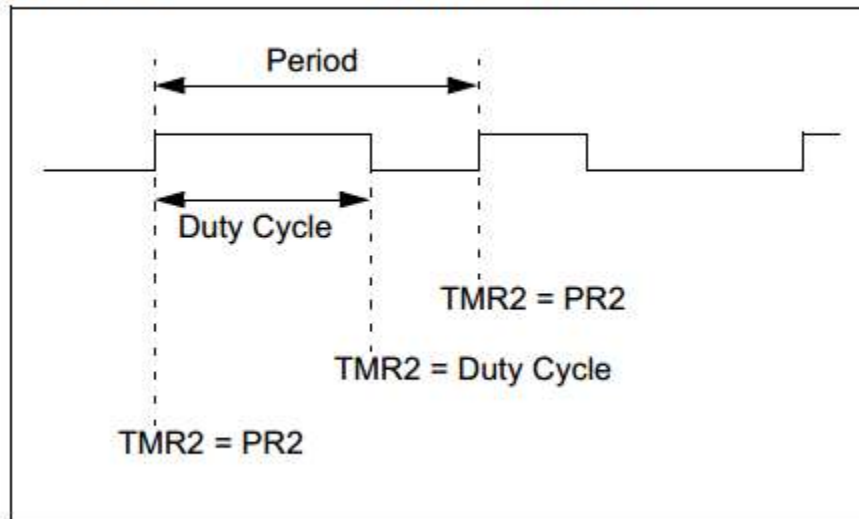 Period
Duty Cycle
TMR2 = PR2
TMR2 = Duty Cycle
TMR2 = PR2